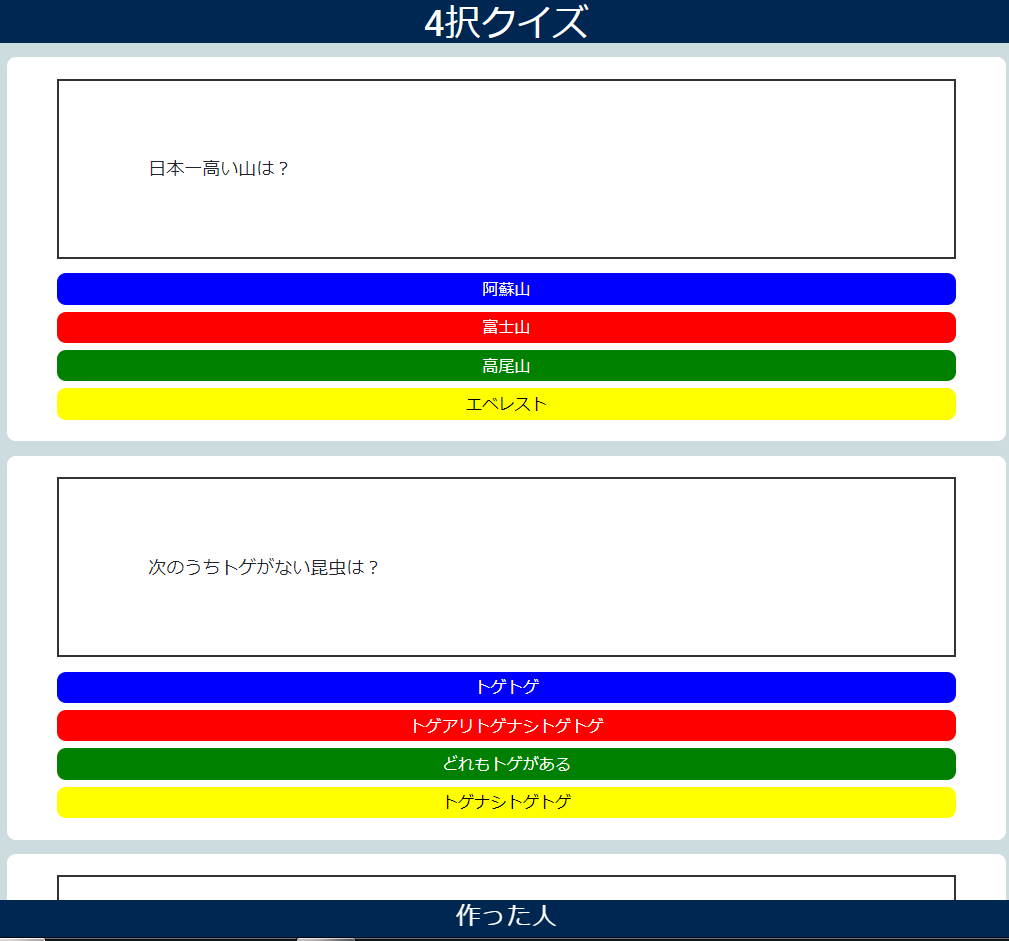 4択クイズ
日本一高い山は？
阿蘇山
富士山
高尾山
エベレスト
次のうちトゲがない昆虫は？
トゲトゲ
トゲアリトゲナシトゲトゲ
どれもトゲがある
トゲナシトゲトゲ
作った人